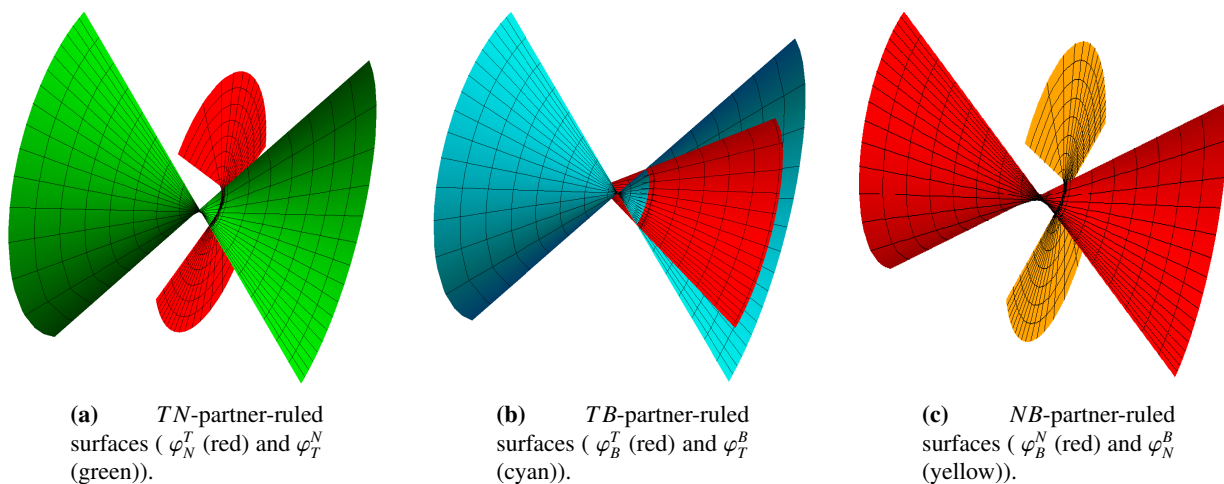 (a) TN-partner-ruled
surfaces ( φ_N^T (red) and φ_T^N
(green)).
(b) TB-partner-ruled
surfaces ( φ_B^T (red) and φ_T^B
(cyan)).
(c) NB-partner-ruled
surfaces ( φ_B^N (red) and φ_N^B
(yellow)).